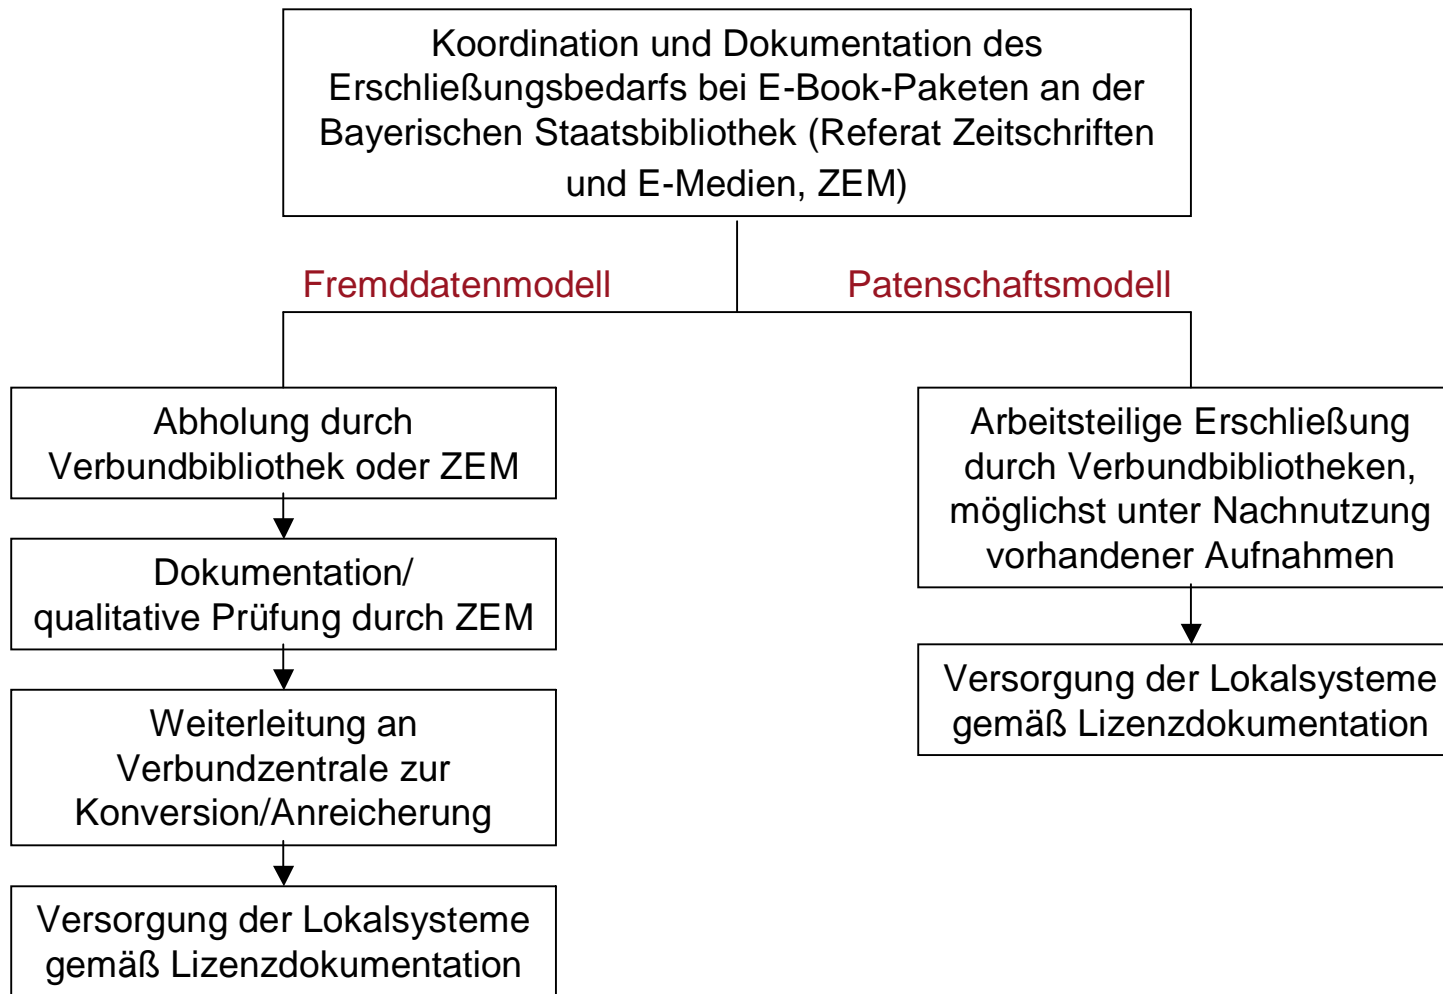 Koordination und Dokumentation des
Erschließungsbedarfs bei E-Book-Paketen an der
Bayerischen Staatsbibliothek (Referat Zeitschriften
und E-Medien, ZEM)
Fremddatenmodell
Patenschaftsmodell
Abholung durch
Verbundbibliothek oder ZEM
Dokumentation/
qualitative Prüfung durch ZEM
Weiterleitung an
Verbundzentrale zur
Konversion/Anreicherung
Versorgung der Lokalsysteme
gemäß Lizenzdokumentation
Arbeitsteilige Erschließung
durch Verbundbibliotheken,
möglichst unter Nachnutzung
vorhandener Aufnahmen
Versorgung der Lokalsysteme
gemäß Lizenzdokumentation